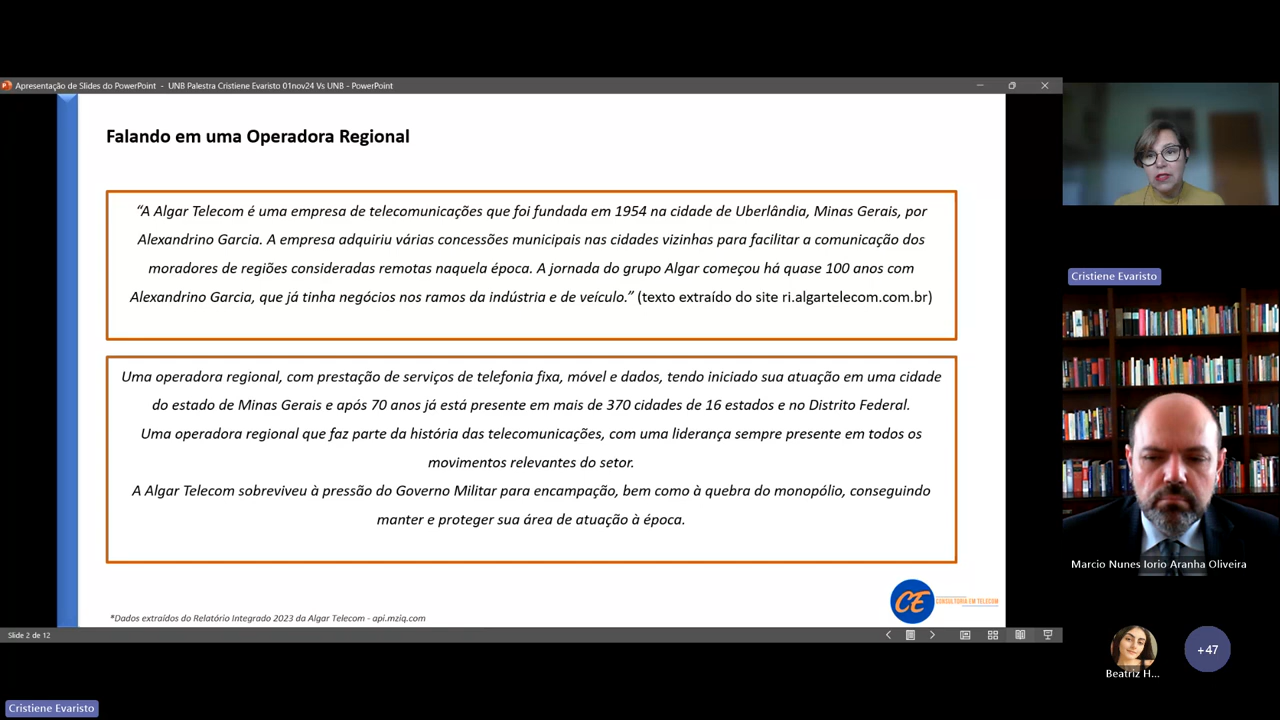 Apresentação de Slides do PowerPoint - UNB Palestra Cristiene Evaristo 01nov24 Vs UNB - PowerPoint
Falando em uma Operadora Regional
“A Algar Telecom é uma empresa de telecomunicações que foi fundada em 1954 na cidade de Uberlândia, Minas Gerais, por
Alexandrino Garcia. A empresa adquiriu várias concessões municipais nas cidades vizinhas para facilitar a comunicação dos
moradores de regiões consideradas remotas naquela época. A jornada do grupo Algar começou há quase 100 anos com
Alexandrino Garcia, que já tinha negócios nos ramos da indústria e de veículo.” (texto extraído do site ri.algartelecom.com.br)
Uma operadora regional, com prestação de serviços de telefonia fixa, móvel e dados, tendo iniciado sua atuação em uma cidade
do estado de Minas Gerais e após 70 anos já está presente em mais de 370 cidades de 16 estados e no Distrito Federal.
Uma operadora regional que faz parte da história das telecomunicações, com uma liderança sempre presente em todos os
movimentos relevantes do setor.
A Algar Telecom sobreviveu à pressão do Governo Militar para encampação, bem como à quebra do monopólio, conseguindo
manter e proteger sua área de atuação à época.
CE CONSULTORIA EM TELECOM
*Dados extraídos do Relatório Integrado 2023 da Algar Telecom - api.mziq.com
Slide 2 de 12
Cristiene Evaristo
Marcio Nunes Iorio Aranha Oliveira
Beatriz H...
+47
Cristiene Evaristo